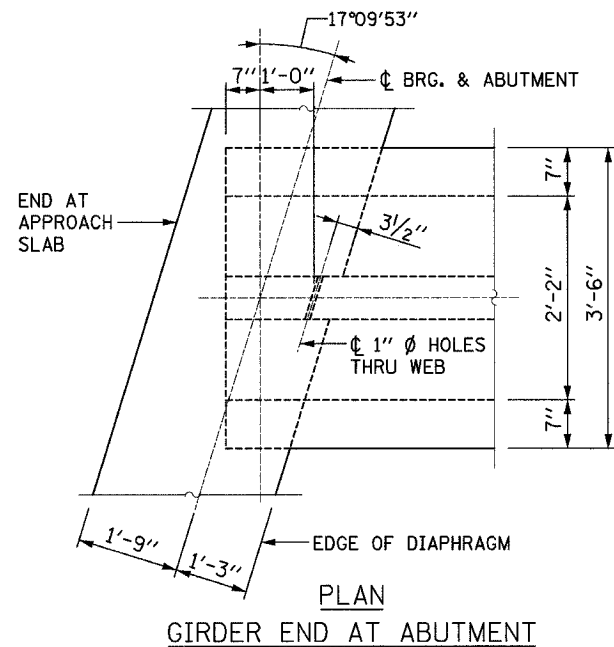 17°09'53"
7" 1'-0"
℄ BRG. & ABUTMENT
END AT
APPROACH
SLAB
3½"
7"
2'-2"
3'-6"
℄ 1" Ø HOLES
THRU WEB
7"
1'-9"
1'-3"
EDGE OF DIAPHRAGM
PLAN
GIRDER END AT ABUTMENT